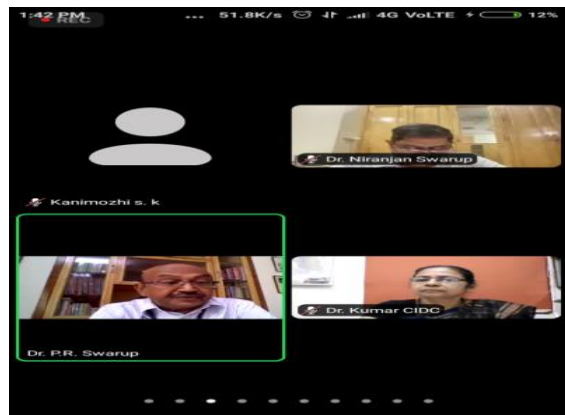 1:42 PM ... 51.8K/s 4G VoLTE 12%
REC
Dr. Niranjan Swarup
Kanimozhi s. k
Dr. Kumar CIDC
Dr. P.R. Swarup